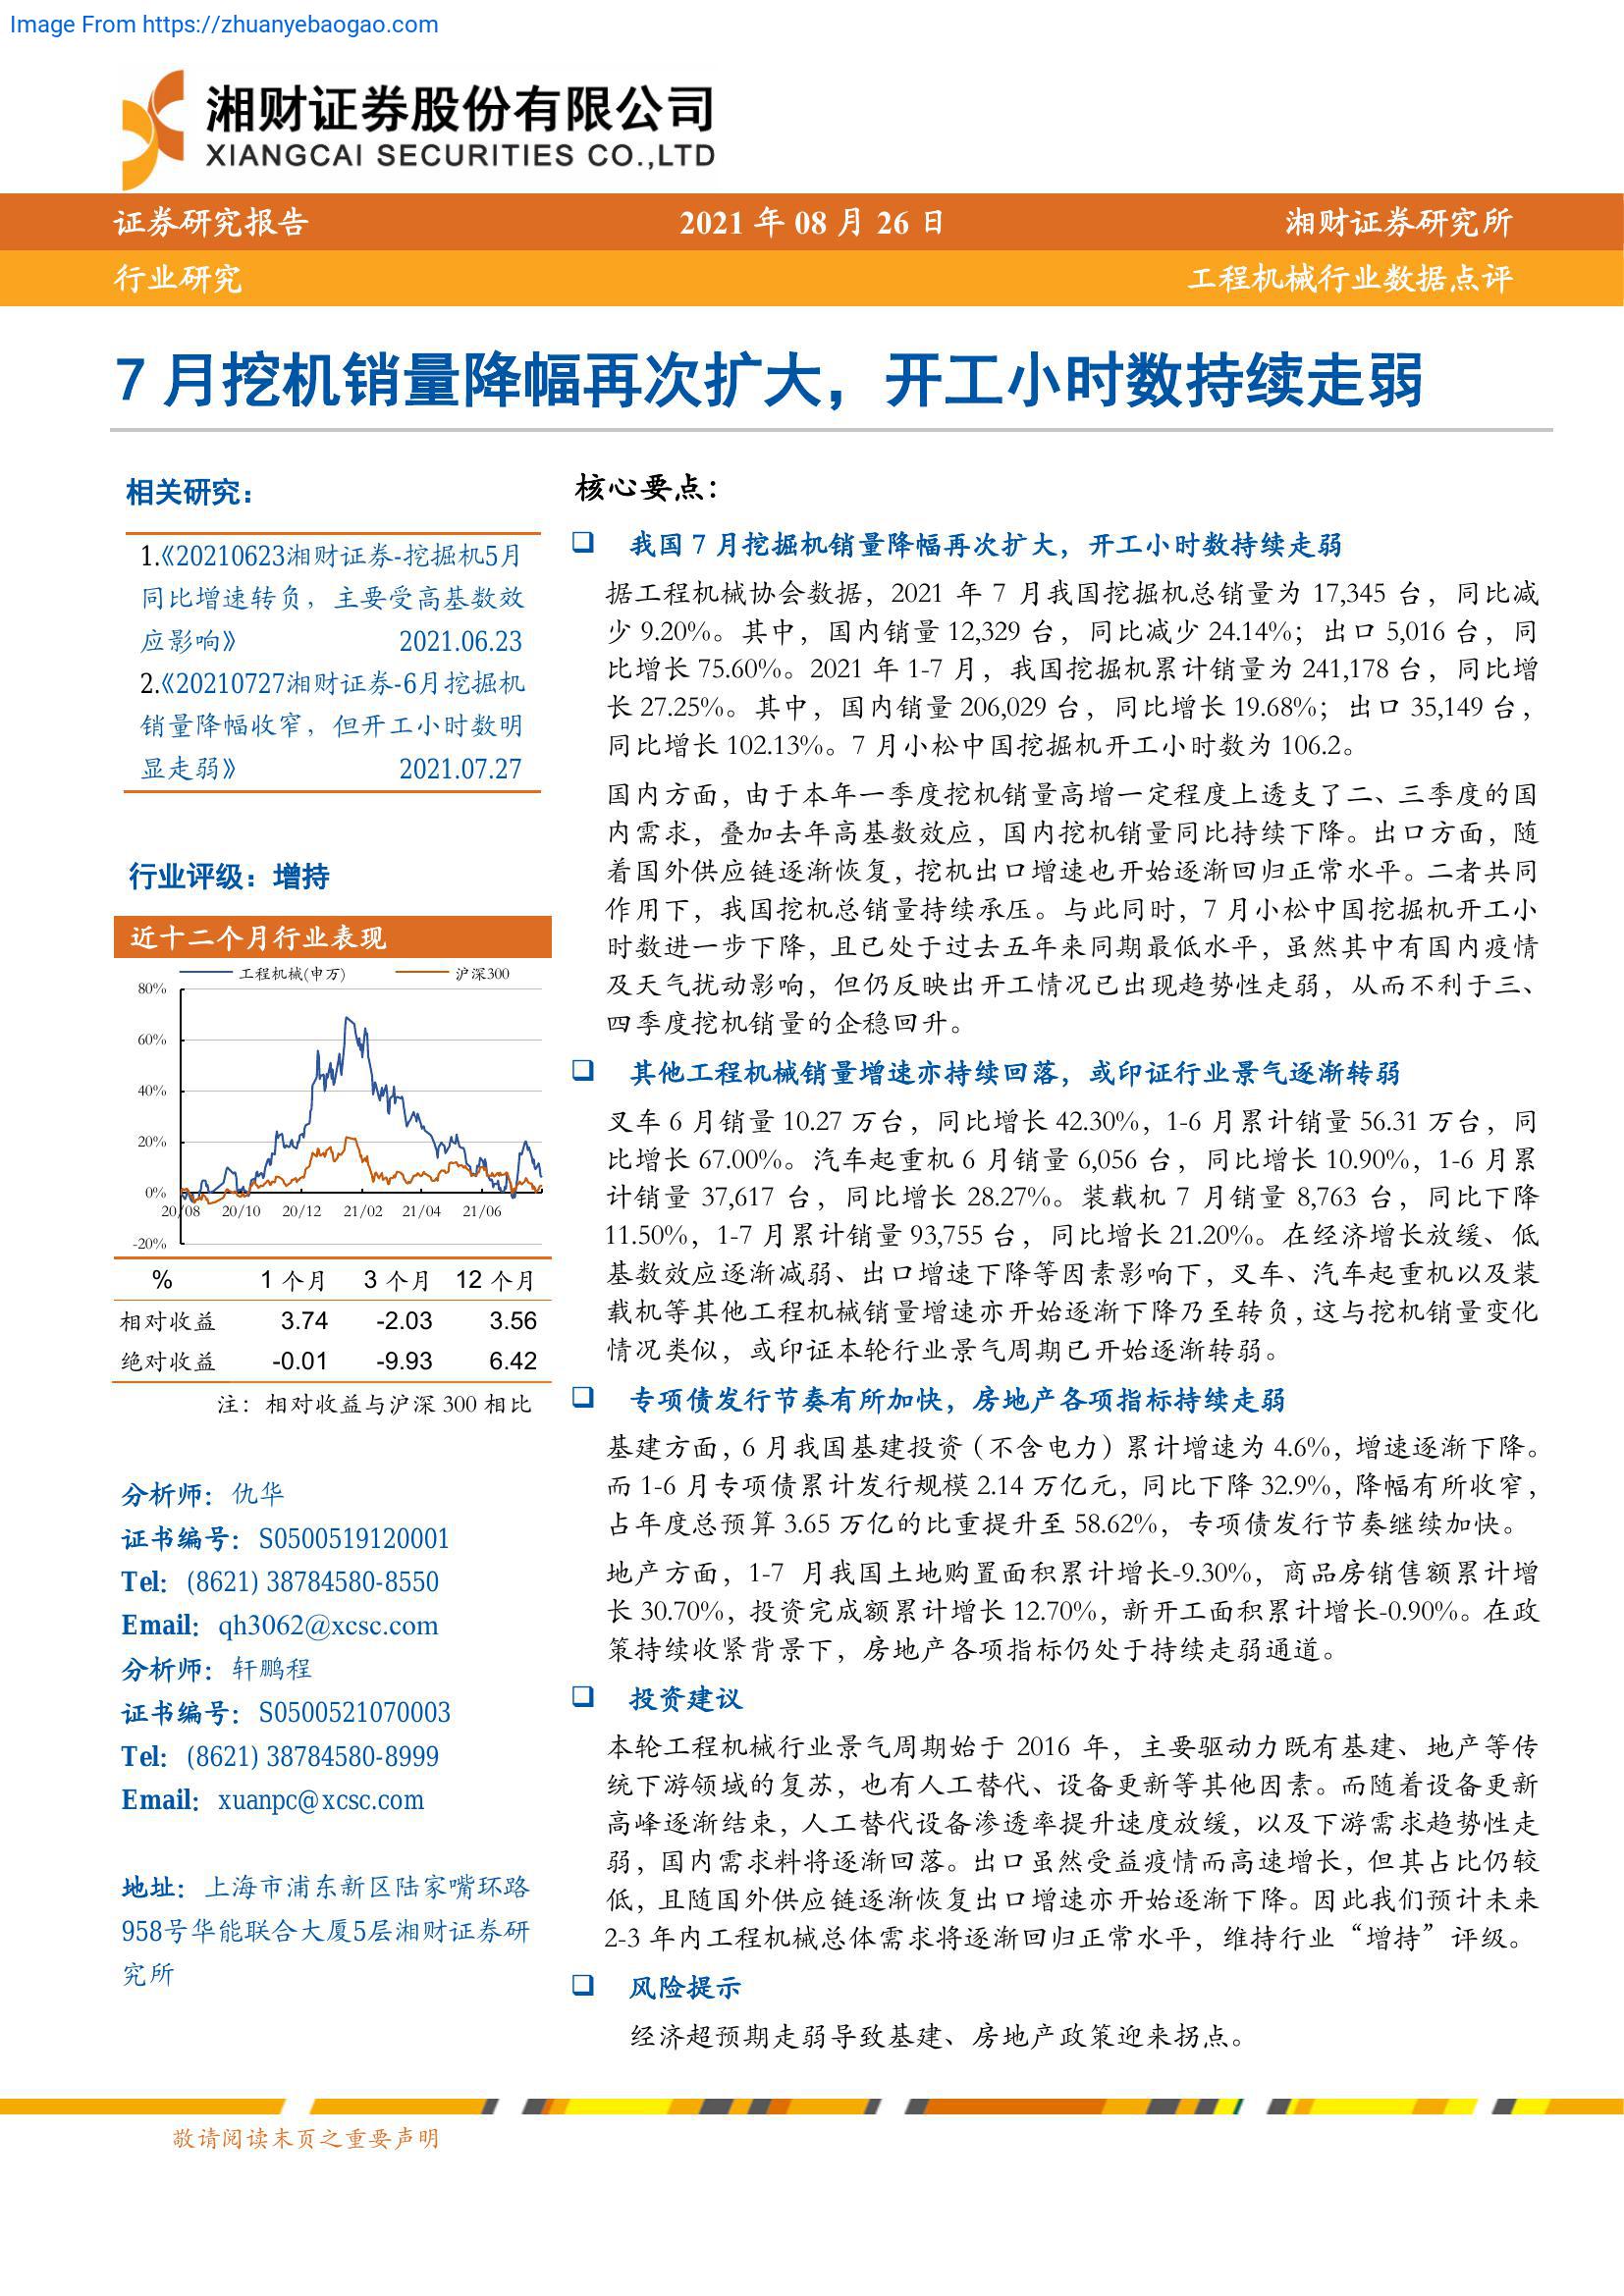 Image From https://zhuanyebaogao.com
湘财证券股份有限公司
XIANGCAI SECURITIES CO.,LTD
证券研究报告 2021 年 08 月 26 日 湘财证券研究所
行业研究 工程机械行业数据点评
7 月挖机销量降幅再次扩大，开工小时数持续走弱
相关研究：
1.《20210623湘财证券-挖掘机5月
同比增速转负，主要受高基数效
应影响》 2021.06.23
2.《20210727湘财证券-6月挖掘机
销量降幅收窄，但开工小时数明
显走弱》 2021.07.27
行业评级：增持
近十二个月行业表现
工程机械(申万) 沪深300
80%
60%
40%
20%
0%
20/08 20/10 20/12 21/02 21/04 21/06
-20%
% 1 个月 3 个月 12 个月
相对收益 3.74 -2.03 3.56
绝对收益 -0.01 -9.93 6.42
注：相对收益与沪深 300 相比
分析师：仇华
证书编号：S0500519120001
Tel：(8621) 38784580-8550
Email：qh3062@xcsc.com
分析师：轩鹏程
证书编号：S0500521070003
Tel：(8621) 38784580-8999
Email：xuanpc@xcsc.com
地址：上海市浦东新区陆家嘴环路
958号华能联合大厦5层湘财证券研
究所
核心要点：
❑ 我国 7 月挖掘机销量降幅再次扩大，开工小时数持续走弱
据工程机械协会数据，2021 年 7 月我国挖掘机总销量为 17,345 台，同比减
少 9.20%。其中，国内销量 12,329 台，同比减少 24.14%；出口 5,016 台，同
比增长 75.60%。2021 年 1-7 月，我国挖掘机累计销量为 241,178 台，同比增
长 27.25%。其中，国内销量 206,029 台，同比增长 19.68%；出口 35,149 台，
同比增长 102.13%。7 月小松中国挖掘机开工小时数为 106.2。
国内方面，由于本年一季度挖机销量高增一定程度上透支了二、三季度的国
内需求，叠加去年高基数效应，国内挖机销量同比持续下降。出口方面，随
着国外供应链逐渐恢复，挖机出口增速也开始逐渐回归正常水平。二者共同
作用下，我国挖机总销量持续承压。与此同时，7 月小松中国挖掘机开工小
时数进一步下降，且已处于过去五年来同期最低水平，虽然其中有国内疫情
及天气扰动影响，但仍反映出开工情况已出现趋势性走弱，从而不利于三、
四季度挖机销量的企稳回升。
❑ 其他工程机械销量增速亦持续回落，或印证行业景气逐渐转弱
叉车 6 月销量 10.27 万台，同比增长 42.30%，1-6 月累计销量 56.31 万台，同
比增长 67.00%。汽车起重机 6 月销量 6,056 台，同比增长 10.90%，1-6 月累
计销量 37,617 台，同比增长 28.27%。装载机 7 月销量 8,763 台，同比下降
11.50%，1-7 月累计销量 93,755 台，同比增长 21.20%。在经济增长放缓、低
基数效应逐渐减弱、出口增速下降等因素影响下，叉车、汽车起重机以及装
载机等其他工程机械销量增速亦开始逐渐下降乃至转负，这与挖机销量变化
情况类似，或印证本轮行业景气周期已开始逐渐转弱。
❑ 专项债发行节奏有所加快，房地产各项指标持续走弱
基建方面，6 月我国基建投资（不含电力）累计增速为 4.6%，增速逐渐下降。
而 1-6 月专项债累计发行规模 2.14 万亿元，同比下降 32.9%，降幅有所收窄，
占年度总预算 3.65 万亿的比重提升至 58.62%，专项债发行节奏继续加快。
地产方面，1-7 月我国土地购置面积累计增长-9.30%，商品房销售额累计增
长 30.70%，投资完成额累计增长 12.70%，新开工面积累计增长-0.90%。在政
策持续收紧背景下，房地产各项指标仍处于持续走弱通道。
❑ 投资建议
本轮工程机械行业景气周期始于 2016 年，主要驱动力既有基建、地产等传
统下游领域的复苏，也有人工替代、设备更新等其他因素。而随着设备更新
高峰逐渐结束，人工替代设备渗透率提升速度放缓，以及下游需求趋势性走
弱，国内需求料将逐渐回落。出口虽然受益疫情而高速增长，但其占比仍较
低，且随国外供应链逐渐恢复出口增速亦开始逐渐下降。因此我们预计未来
2-3 年内工程机械总体需求将逐渐回归正常水平，维持行业“增持”评级。
❑ 风险提示
经济超预期走弱导致基建、房地产政策迎来拐点。
敬请阅读末页之重要声明